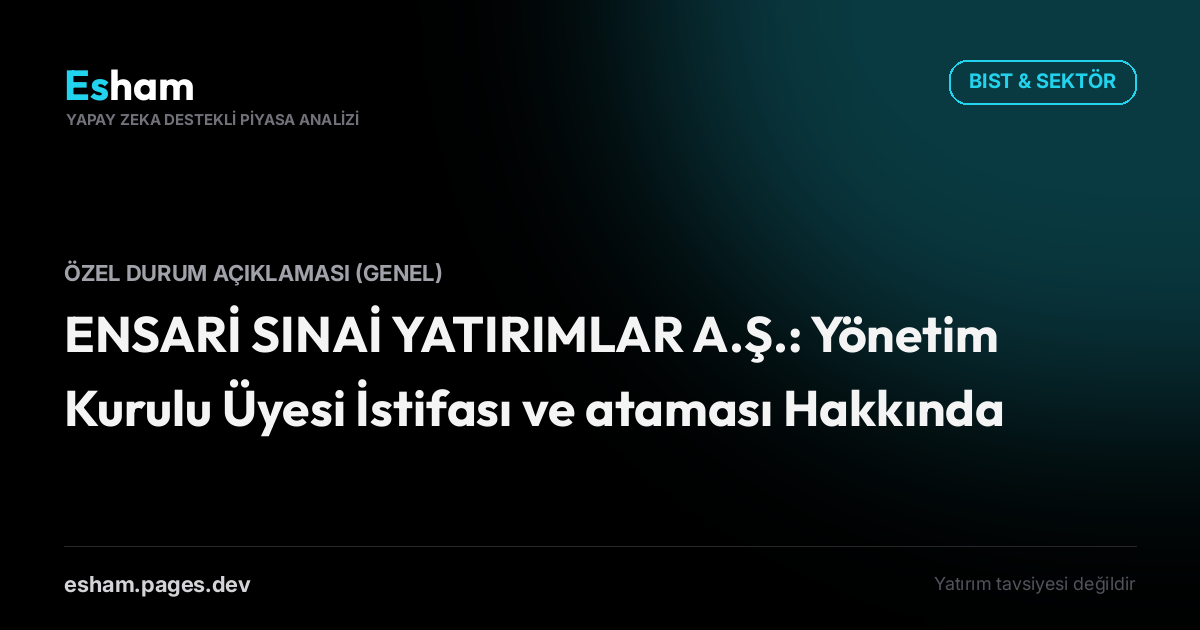 Esham
BIST & SEKTÖR
YAPAY ZEKA DESTEKLİ PİYASA ANALİZİ
ÖZEL DURUM AÇIKLAMASI (GENEL)
ENSARİ SINAİ YATIRIMLAR A.Ş.: Yönetim
Kurulu Üyesi İstifası ve ataması Hakkında
esham.pages.dev
Yatırım tavsiyesi değildir